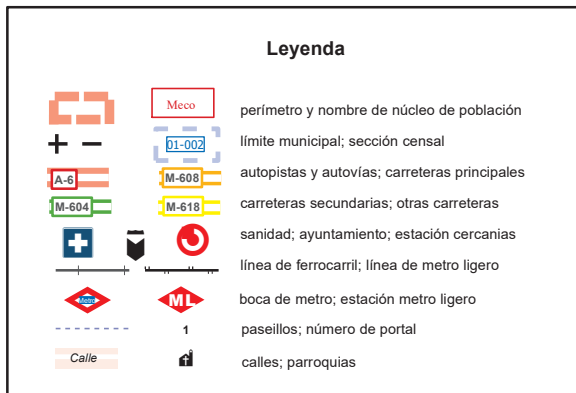 Leyenda
Meco perímetro y nombre de núcleo de población
01-002 límite municipal; sección censal
A-6 M-608 autopistas y autovías; carreteras principales
M-604 M-618 carreteras secundarias; otras carreteras
sanidad; ayuntamiento; estación cercanias
línea de ferrocarril; línea de metro ligero
Metro ML boca de metro; estación metro ligero
1 paseillos; número de portal
Calle calles; parroquias